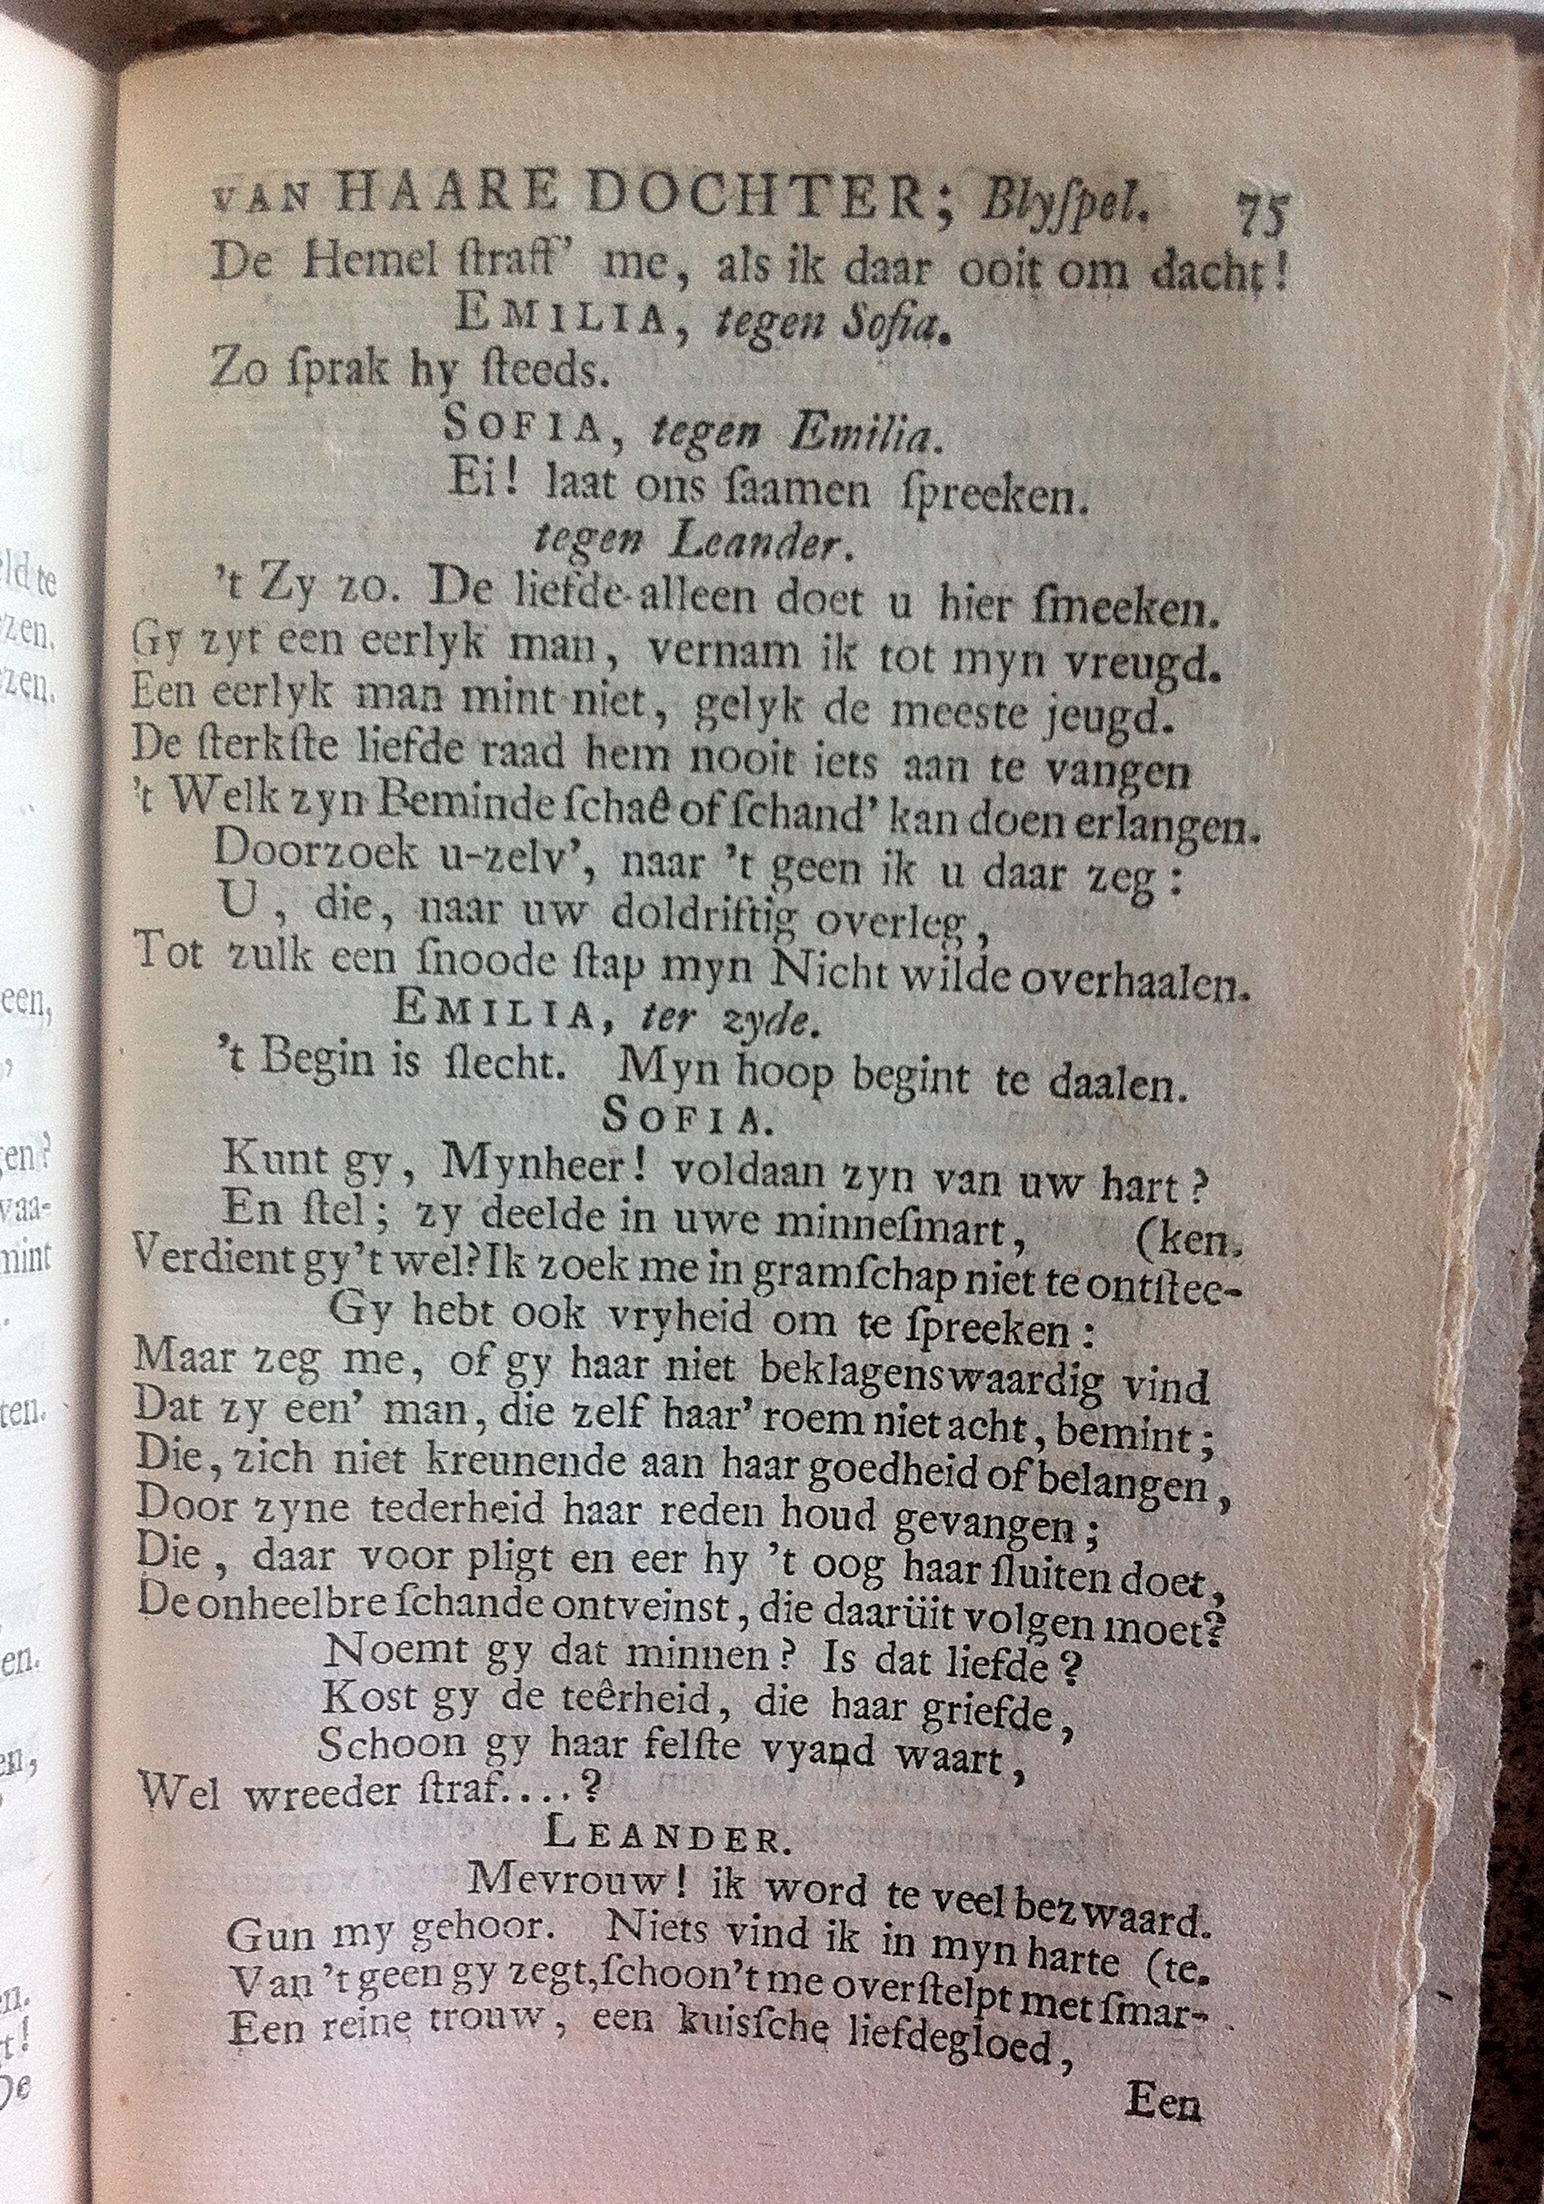 VAN HAARE DOCHTER; Blyſpel. 75
De Hemel ſtraff' me, als ik daar ooit om dacht!
EMILIA, tegen Sofia.
Zo ſprak hy ſteeds.
SOFIA, tegen Emilia.
Ei! laat ons ſaamen ſpreeken.
tegen Leander.
't Zy zo. De liefde alleen doet u hier ſmeeken.
Gy zyt een eerlyk man, vernam ik tot myn vreugd.
Een eerlyk man mint niet, gelyk de meeste jeugd.
De ſterkſte liefde raad hem nooit iets aan te vangen
't Welk zyn Beminde ſchaê of ſchand' kan doen erlangen.
Doorzoek u-zelv', naar 't geen ik u daar zeg:
U, die, naar uw doldriftig overleg,
Tot zulk een ſnoode ſtap myn Nicht wilde overhaalen.
EMILIA, ter zyde.
't Begin is ſlecht. Myn hoop begint te daalen.
SOFIA.
Kunt gy, Mynheer! voldaan zyn van uw hart?
En ſtel; zy deelde in uwe minneſmart, (ken.
Verdient gy't wel? Ik zoek me in gramſchap niet te ontſtee-
Gy hebt ook vryheid om te ſpreeken:
Maar zeg me, of gy haar niet beklagenswaardig vind
Dat zy een' man, die zelf haar' roem niet acht, bemint;
Die, zich niet kreunende aan haar goedheid of belangen,
Door zyne tederheid haar reden houd gevangen;
Die, daar voor pligt en eer hy 't oog haar ſluiten doet,
De onheelbre ſchande ontveinst, die daarüit volgen moet?
Noemt gy dat minnen? Is dat liefde?
Kost gy de teêrheid, die haar griefde,
Schoon gy haar felſte vyand waart,
Wel wreeder ſtraf....?
LEANDER.
Mevrouw! ik word te veel bezwaard.
Gun my gehoor. Niets vind ik in myn harte (te.
Van 't geen gy zegt, ſchoon 't me overſtelpt met ſmar-
Een reine trouw, een kuisſche liefdegloed,
Een